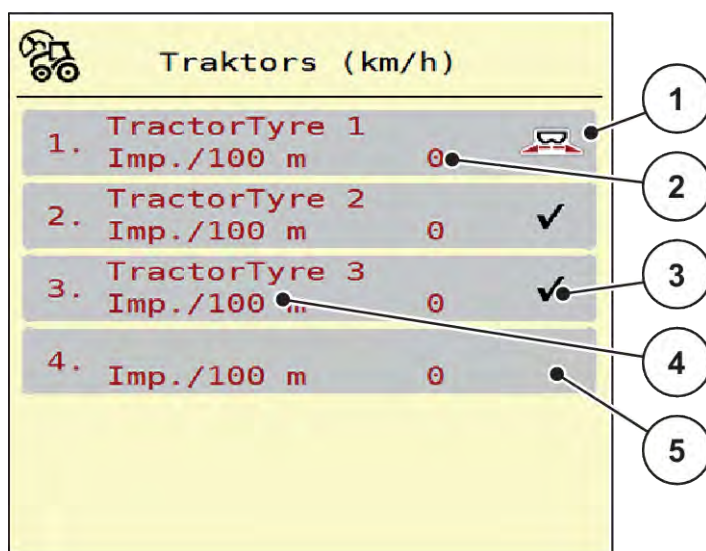 Traktors (km/h)
1. TractorTyre 1
Imp./100 m 0
2. TractorTyre 2
Imp./100 m 0
3. TractorTyre 3
Imp./100 m 0
4.
Imp./100 m 0
1
2
3
4
5